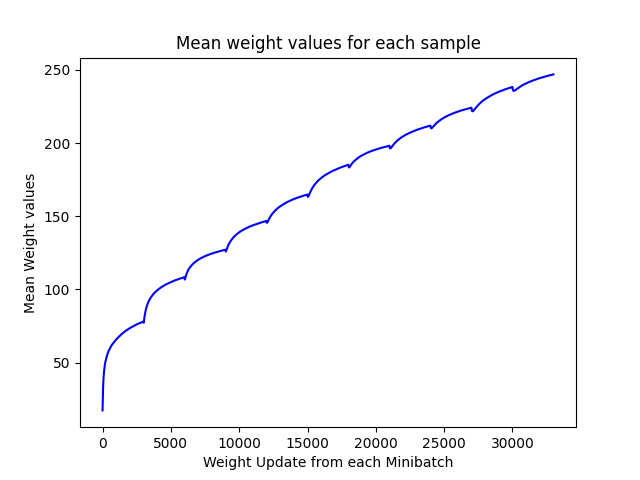 Mean weight values for each sample
250
200
150
100
50
Mean Weight values
0 5000 10000 15000 20000 25000 30000
Weight Update from each Minibatch